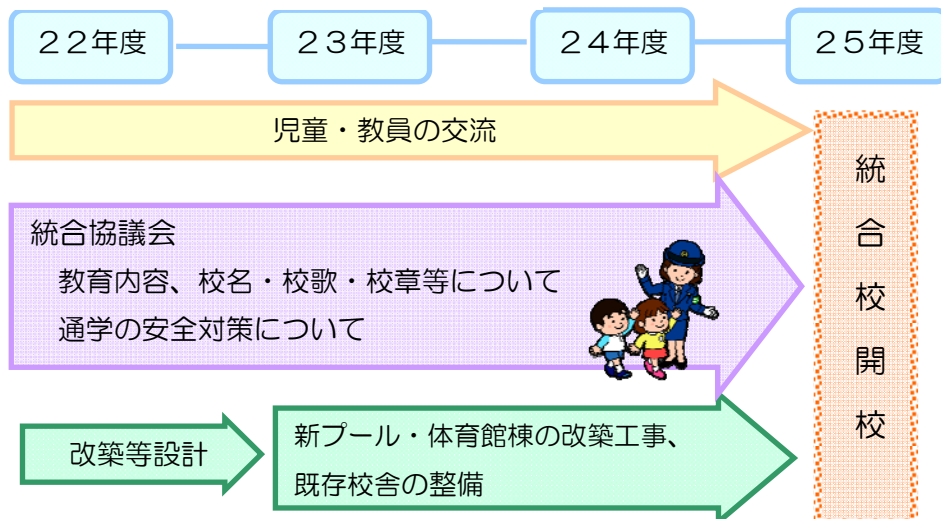 ２２年度
２３年度
２４年度
２５年度
児童・教員の交流
統合協議会
教育内容、校名・校歌・校章等について
通学の安全対策について
改築等設計
新プール・体育館棟の改築工事、
既存校舎の整備
統合校開校